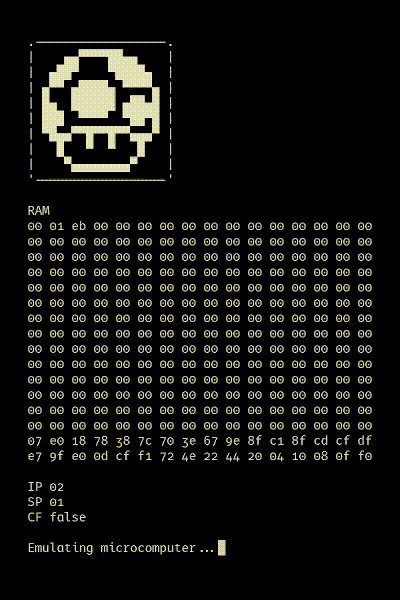 RAM
00 01 eb 00 00 00 00 00 00 00 00 00 00 00 00 00
00 00 00 00 00 00 00 00 00 00 00 00 00 00 00 00
00 00 00 00 00 00 00 00 00 00 00 00 00 00 00 00
00 00 00 00 00 00 00 00 00 00 00 00 00 00 00 00
00 00 00 00 00 00 00 00 00 00 00 00 00 00 00 00
00 00 00 00 00 00 00 00 00 00 00 00 00 00 00 00
00 00 00 00 00 00 00 00 00 00 00 00 00 00 00 00
00 00 00 00 00 00 00 00 00 00 00 00 00 00 00 00
00 00 00 00 00 00 00 00 00 00 00 00 00 00 00 00
00 00 00 00 00 00 00 00 00 00 00 00 00 00 00 00
00 00 00 00 00 00 00 00 00 00 00 00 00 00 00 00
00 00 00 00 00 00 00 00 00 00 00 00 00 00 00 00
00 00 00 00 00 00 00 00 00 00 00 00 00 00 00 00
00 00 00 00 00 00 00 00 00 00 00 00 00 00 00 00
07 e0 18 78 38 7c 70 3e 67 9e 8f c1 8f cd cf df
e7 9f e0 0d cf f1 72 4e 22 44 20 04 10 08 0f f0
IP 02
SP 01
CF false
Emulating microcomputer...